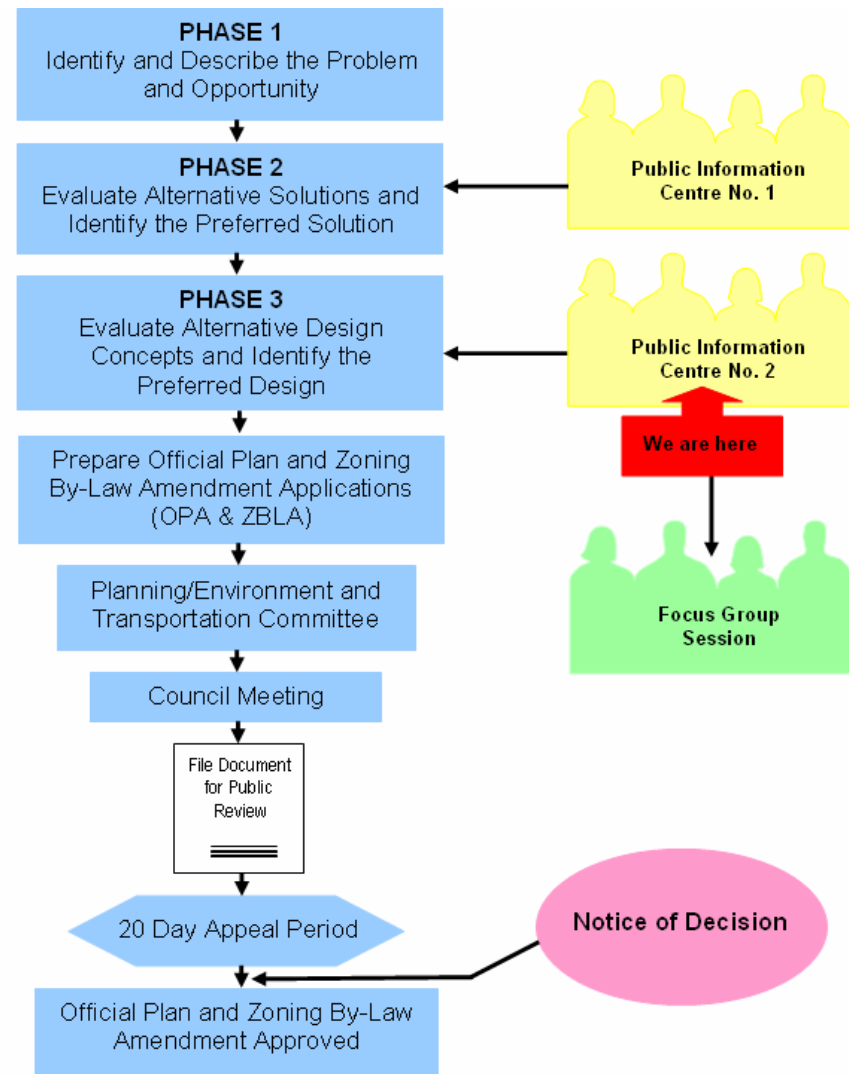 PHASE 1
Identify and Describe the Problem
and Opportunity
PHASE 2
Evaluate Alternative Solutions and
Identify the Preferred Solution
Public Information
Centre No. 1
PHASE 3
Evaluate Alternative Design
Concepts and Identify the
Preferred Design
Public Information
Centre No. 2
We are here
Prepare Official Plan and Zoning
By-Law Amendment Applications
(OPA & ZBLA)
Focus Group
Session
Planning/Environment and
Transportation Committee
Council Meeting
File Document
for Public
Review
20 Day Appeal Period
Notice of Decision
Official Plan and Zoning By-Law
Amendment Approved